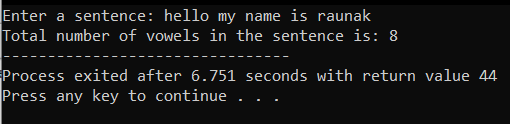 Enter a sentence: hello my name is raunak
Total number of vowels in the sentence is: 8
--------------------------------
Process exited after 6.751 seconds with return value 44
Press any key to continue . . .